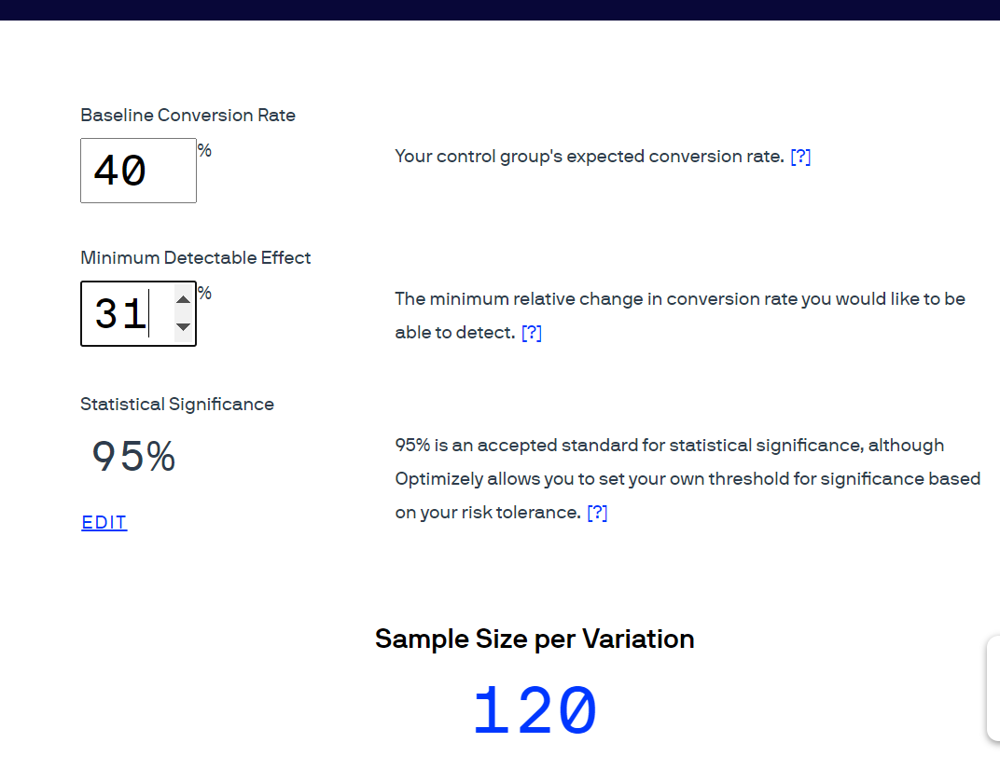 Baseline Conversion Rate
40 %
Your control group's expected conversion rate. [?]
Minimum Detectable Effect
31 %
The minimum relative change in conversion rate you would like to be
able to detect. [?]
Statistical Significance
95%
95% is an accepted standard for statistical significance, although
Optimizely allows you to set your own threshold for significance based
on your risk tolerance. [?]
EDIT
Sample Size per Variation
120